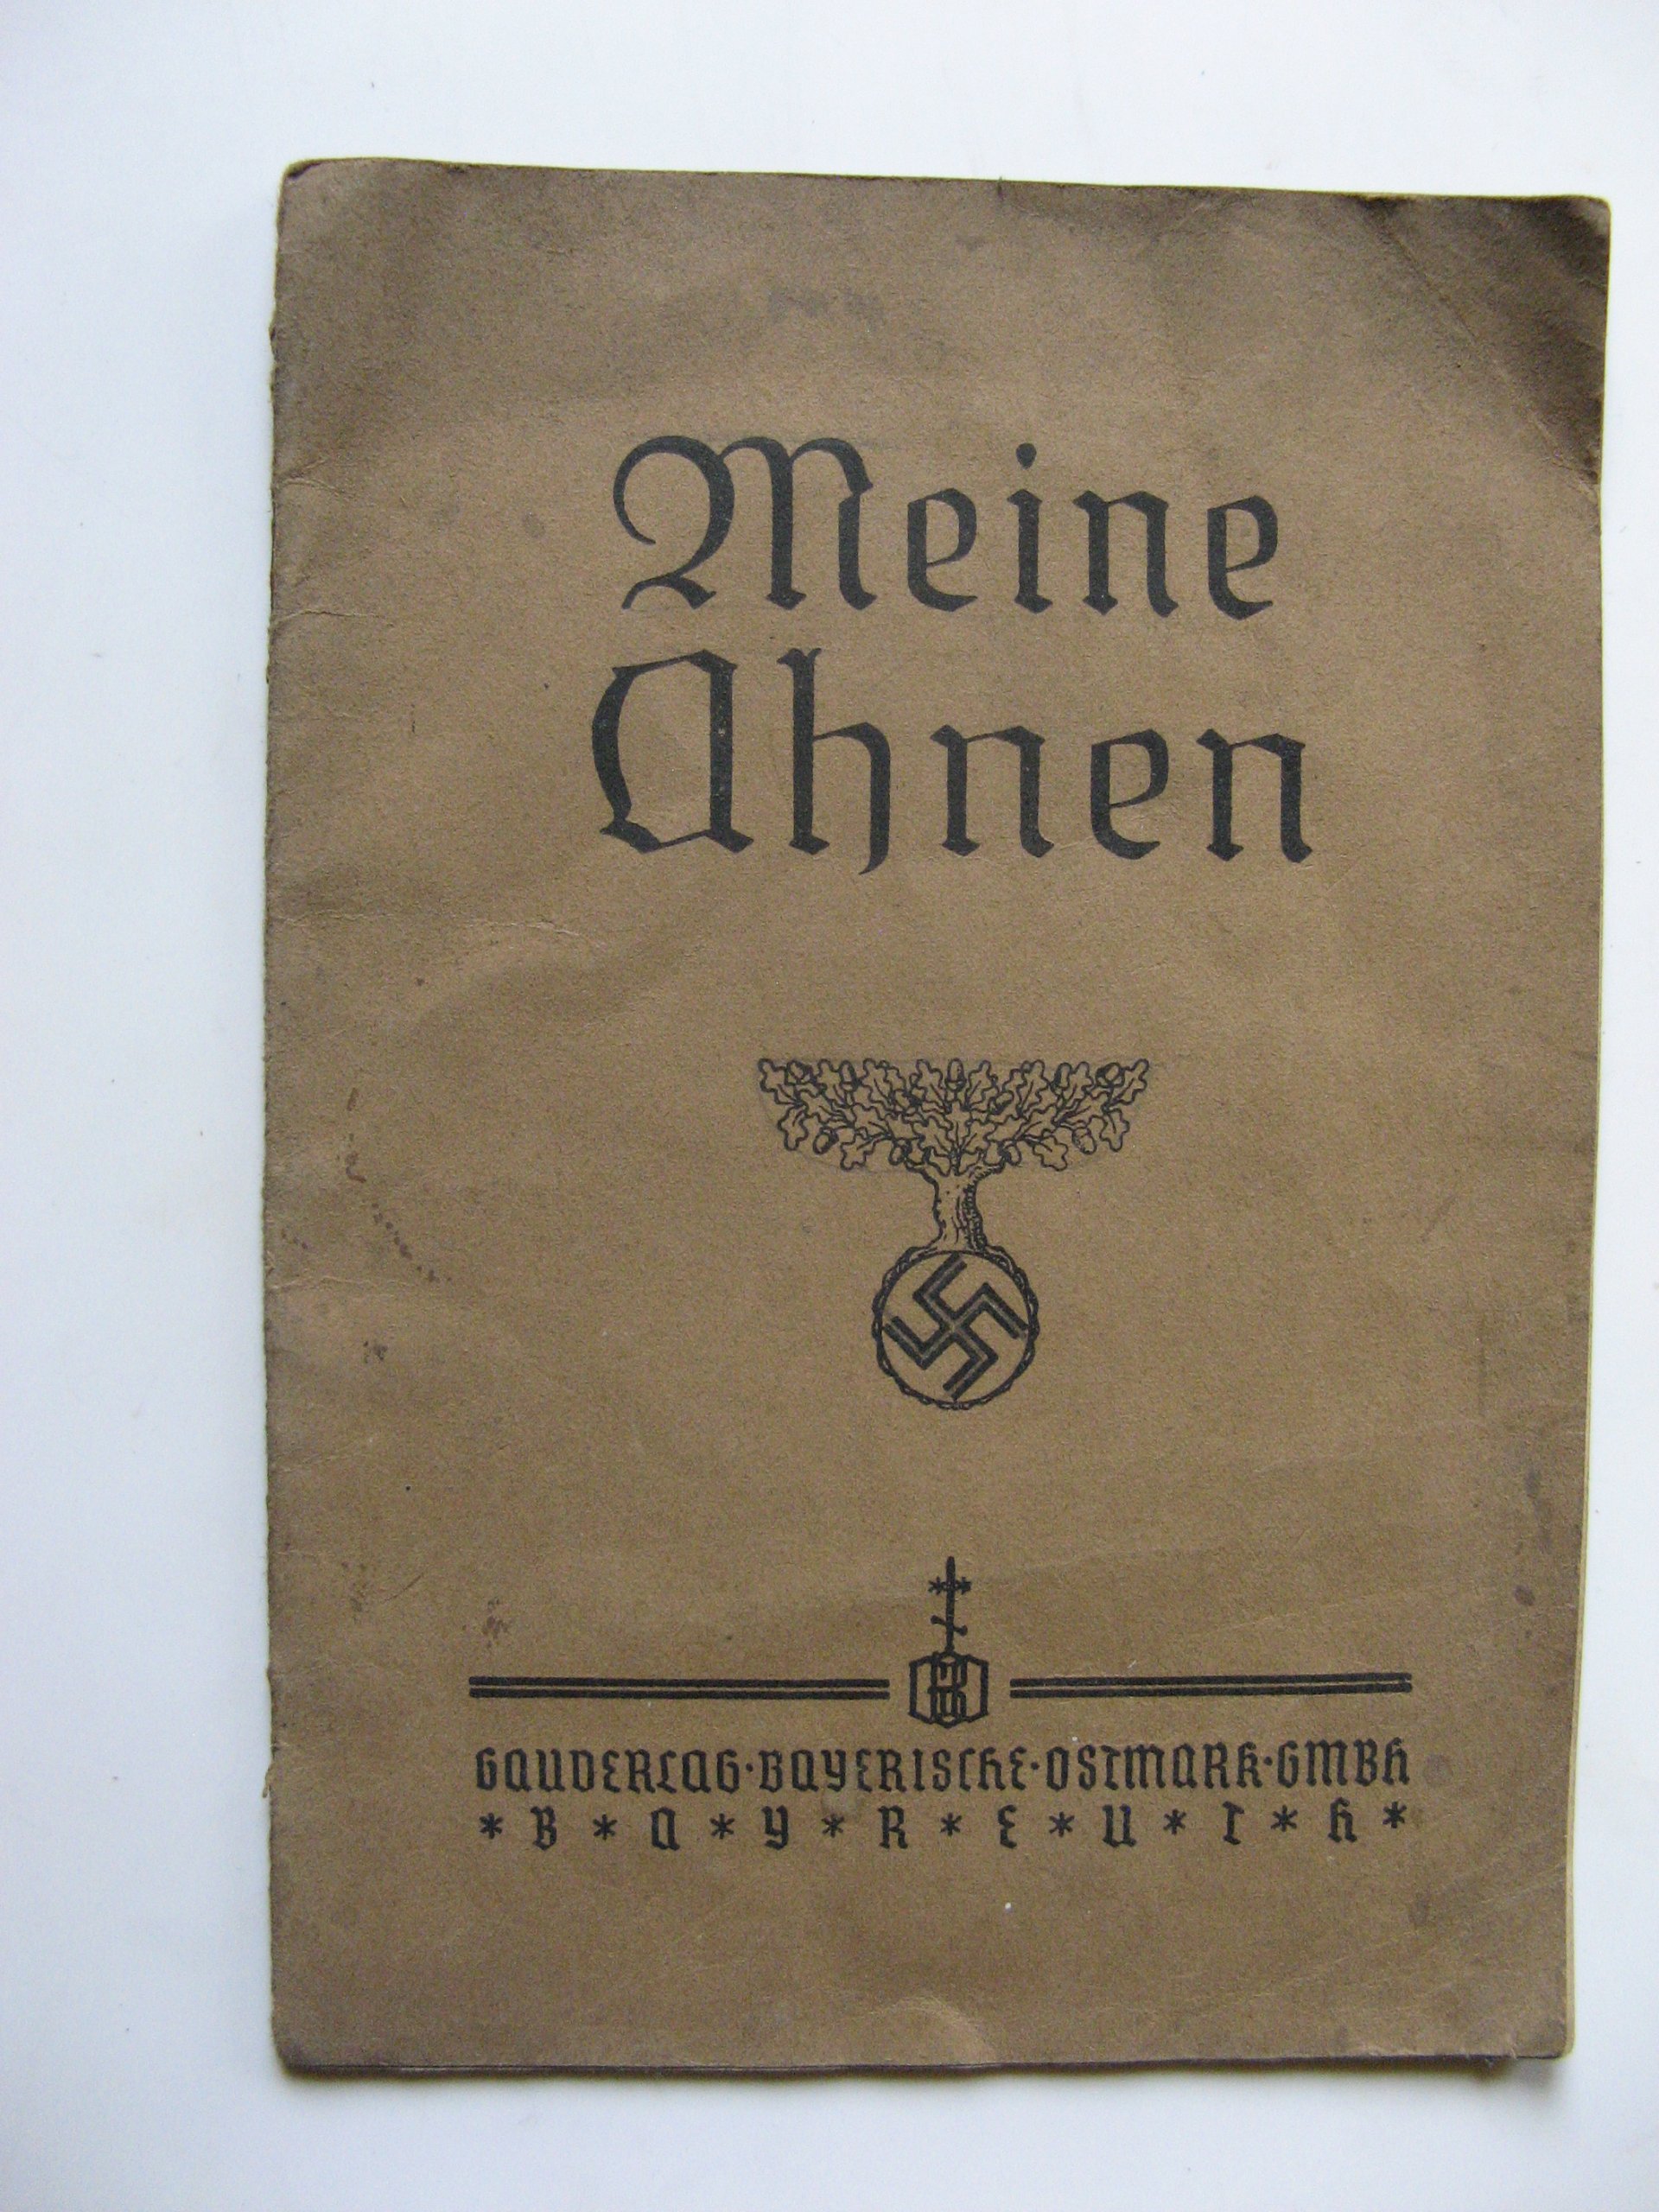 Meine
Ahnen
GAUVERLAG·BAYERISCHE·OSTMARK·GMBH
* B * A * Y * R * E * U * T * H *